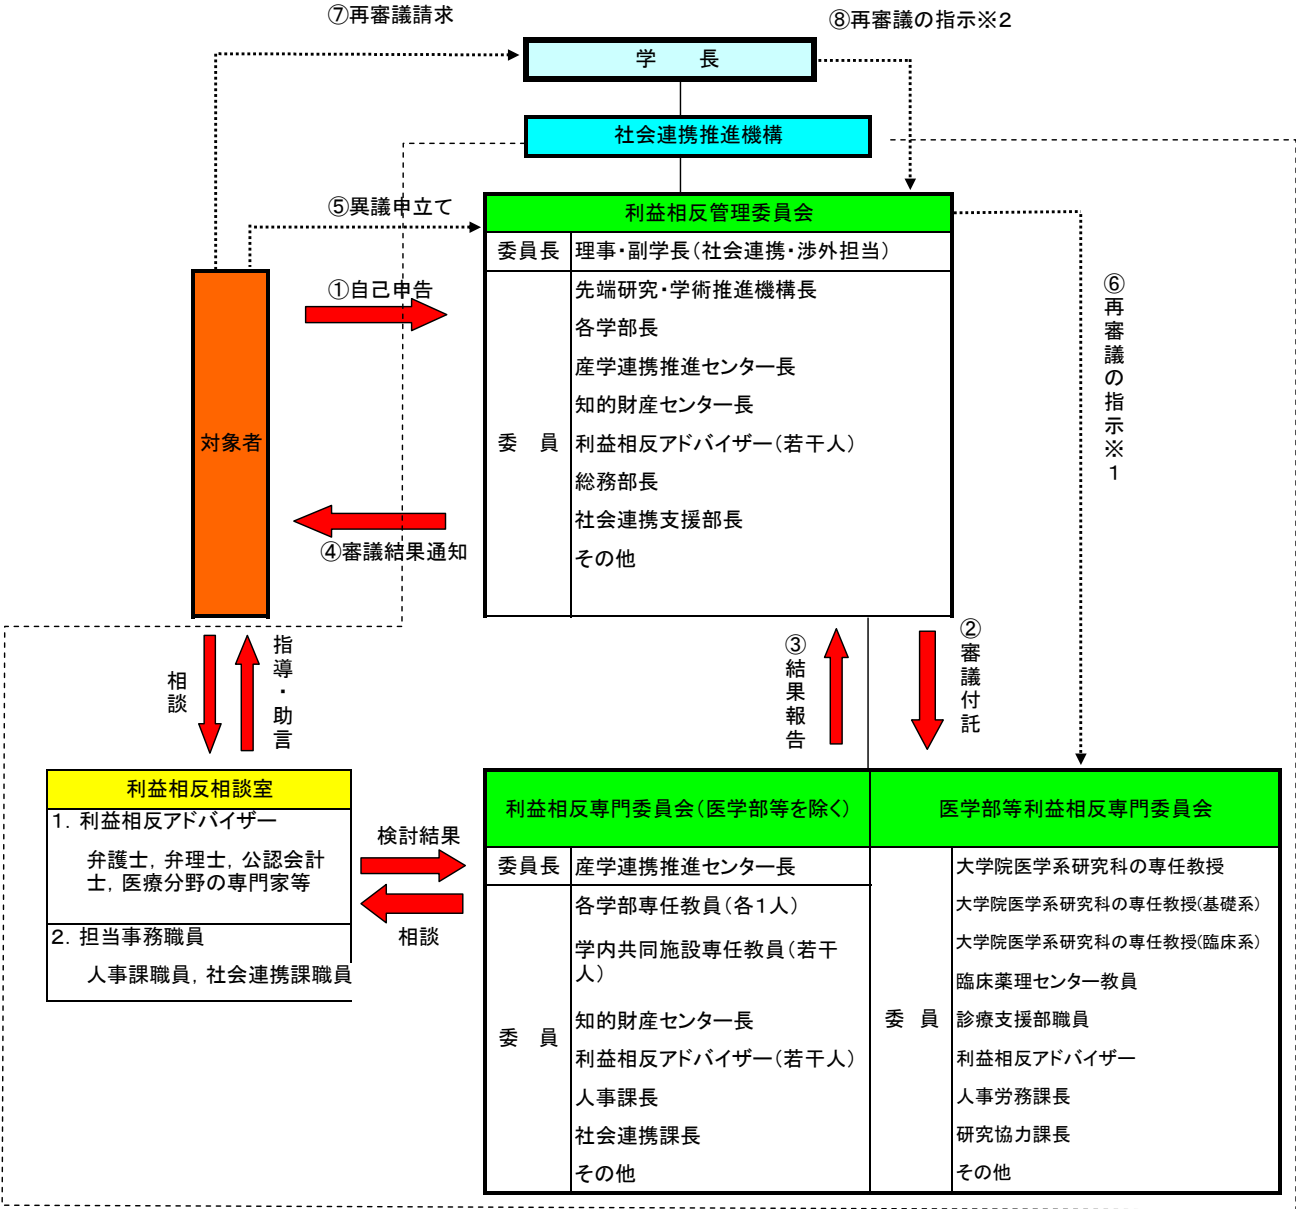 ⑦再審議請求
⑧再審議の指示※2
学　　長
社会連携推進機構
⑤異議申立て
利益相反管理委員会
委員長
理事・副学長（社会連携・渉外担当）
①自己申告
先端研究・学術推進機構長
各学部長
産学連携推進センター長
知的財産センター長
委　員
利益相反アドバイザー（若干人）
総務部長
社会連携支援部長
その他
対象者
④審議結果通知
⑥再審議の指示※1
相談
指導・助言
③結果報告
②審議付託
利益相反相談室
1．利益相反アドバイザー
弁護士，弁理士，公認会計
士，医療分野の専門家等
2．担当事務職員
人事課職員，社会連携課職員
検討結果
相談
利益相反専門委員会（医学部等を除く）
委員長
産学連携推進センター長
委　員
各学部専任教員（各1人）
学内共同施設専任教員（若干
人）
知的財産センター長
利益相反アドバイザー（若干人）
人事課長
社会連携課長
その他
医学部等利益相反専門委員会
委　員
大学院医学系研究科の専任教授
大学院医学系研究科の専任教授(基礎系)
大学院医学系研究科の専任教授(臨床系)
臨床薬理センター教員
診療支援部職員
利益相反アドバイザー
人事労務課長
研究協力課長
その他